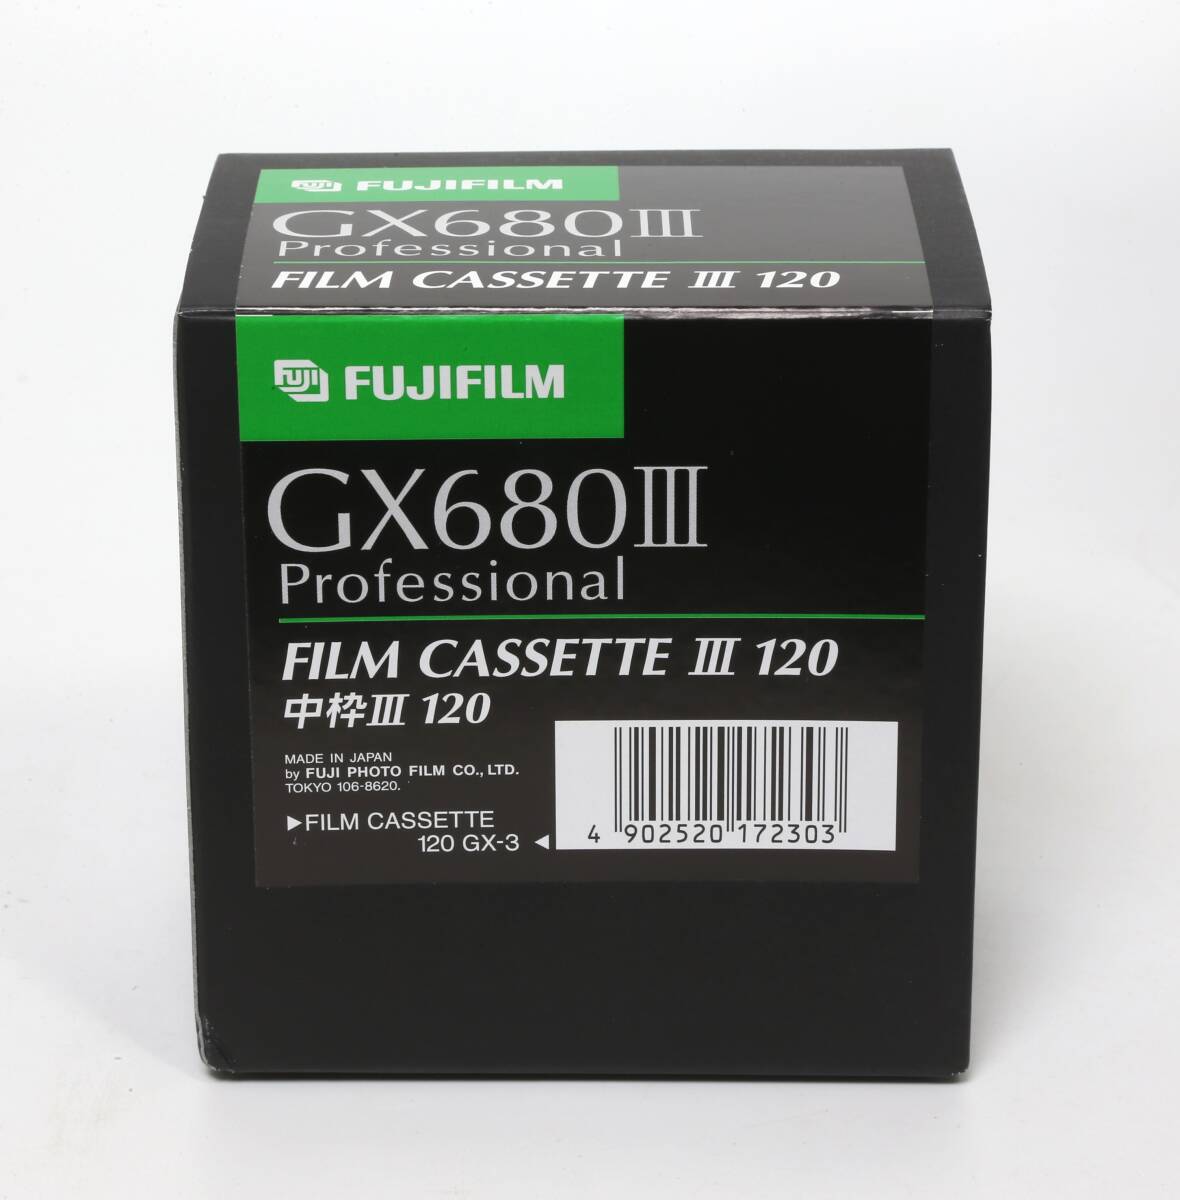 FUJI FUJIFILM
GX680III
Professional
FILM CASSETTE III 120
FUJI FUJIFILM
GX680III
Professional
FILM CASSETTE III 120
中枠III 120
MADE IN JAPAN
by FUJI PHOTO FILM CO., LTD.
TOKYO 106-8620.
▶FILM CASSETTE
120 GX-3 ◀
4 902520 172303